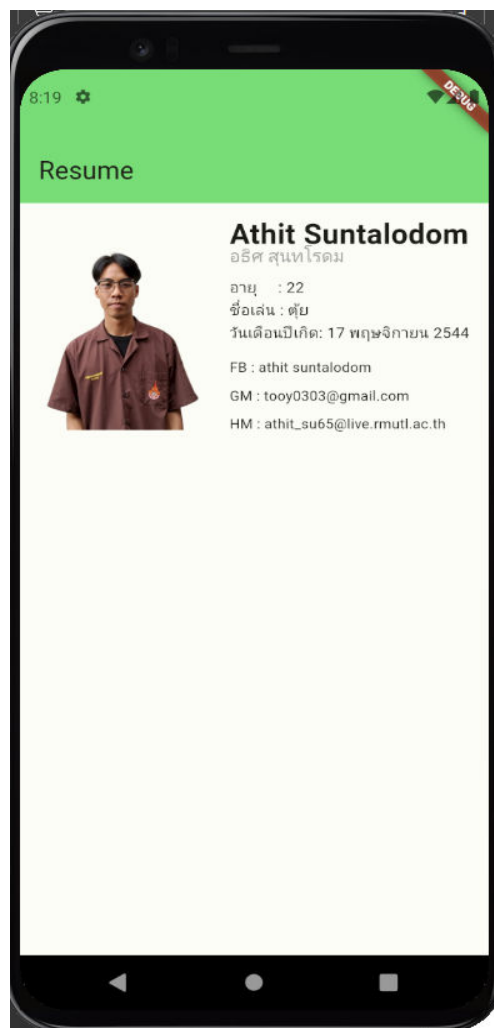 8:19
DEBUG
Resume
Athit Suntalodom
อธิศ สุนทโรดม
อายุ : 22
ชื่อเล่น : ตุ้ย
วันเดือนปีเกิด: 17 พฤษจิกายน 2544
FB : athit suntalodom
GM : tooy0303@gmail.com
HM : athit_su65@live.rmutl.ac.th